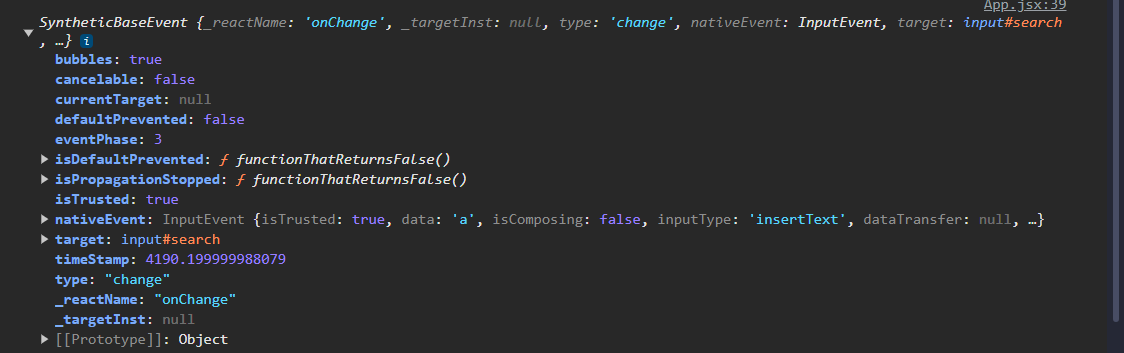 App.jsx:39
SyntheticBaseEvent {_reactName: 'onChange', _targetInst: null, type: 'change', nativeEvent: InputEvent, target: input#search
, …} i
bubbles: true
cancelable: false
currentTarget: null
defaultPrevented: false
eventPhase: 3
isDefaultPrevented: ƒ functionThatReturnsFalse()
isPropagationStopped: ƒ functionThatReturnsFalse()
isTrusted: true
nativeEvent: InputEvent {isTrusted: true, data: 'a', isComposing: false, inputType: 'insertText', dataTransfer: null, …}
target: input#search
timeStamp: 4190.199999988079
type: "change"
_reactName: "onChange"
_targetInst: null
[[Prototype]]: Object